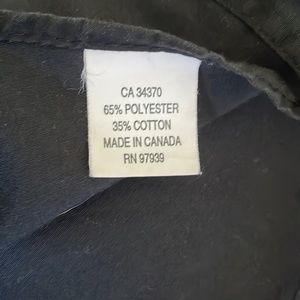 CA 34370
65% POLYESTER
35% COTTON
MADE IN CANADA
RN 97939